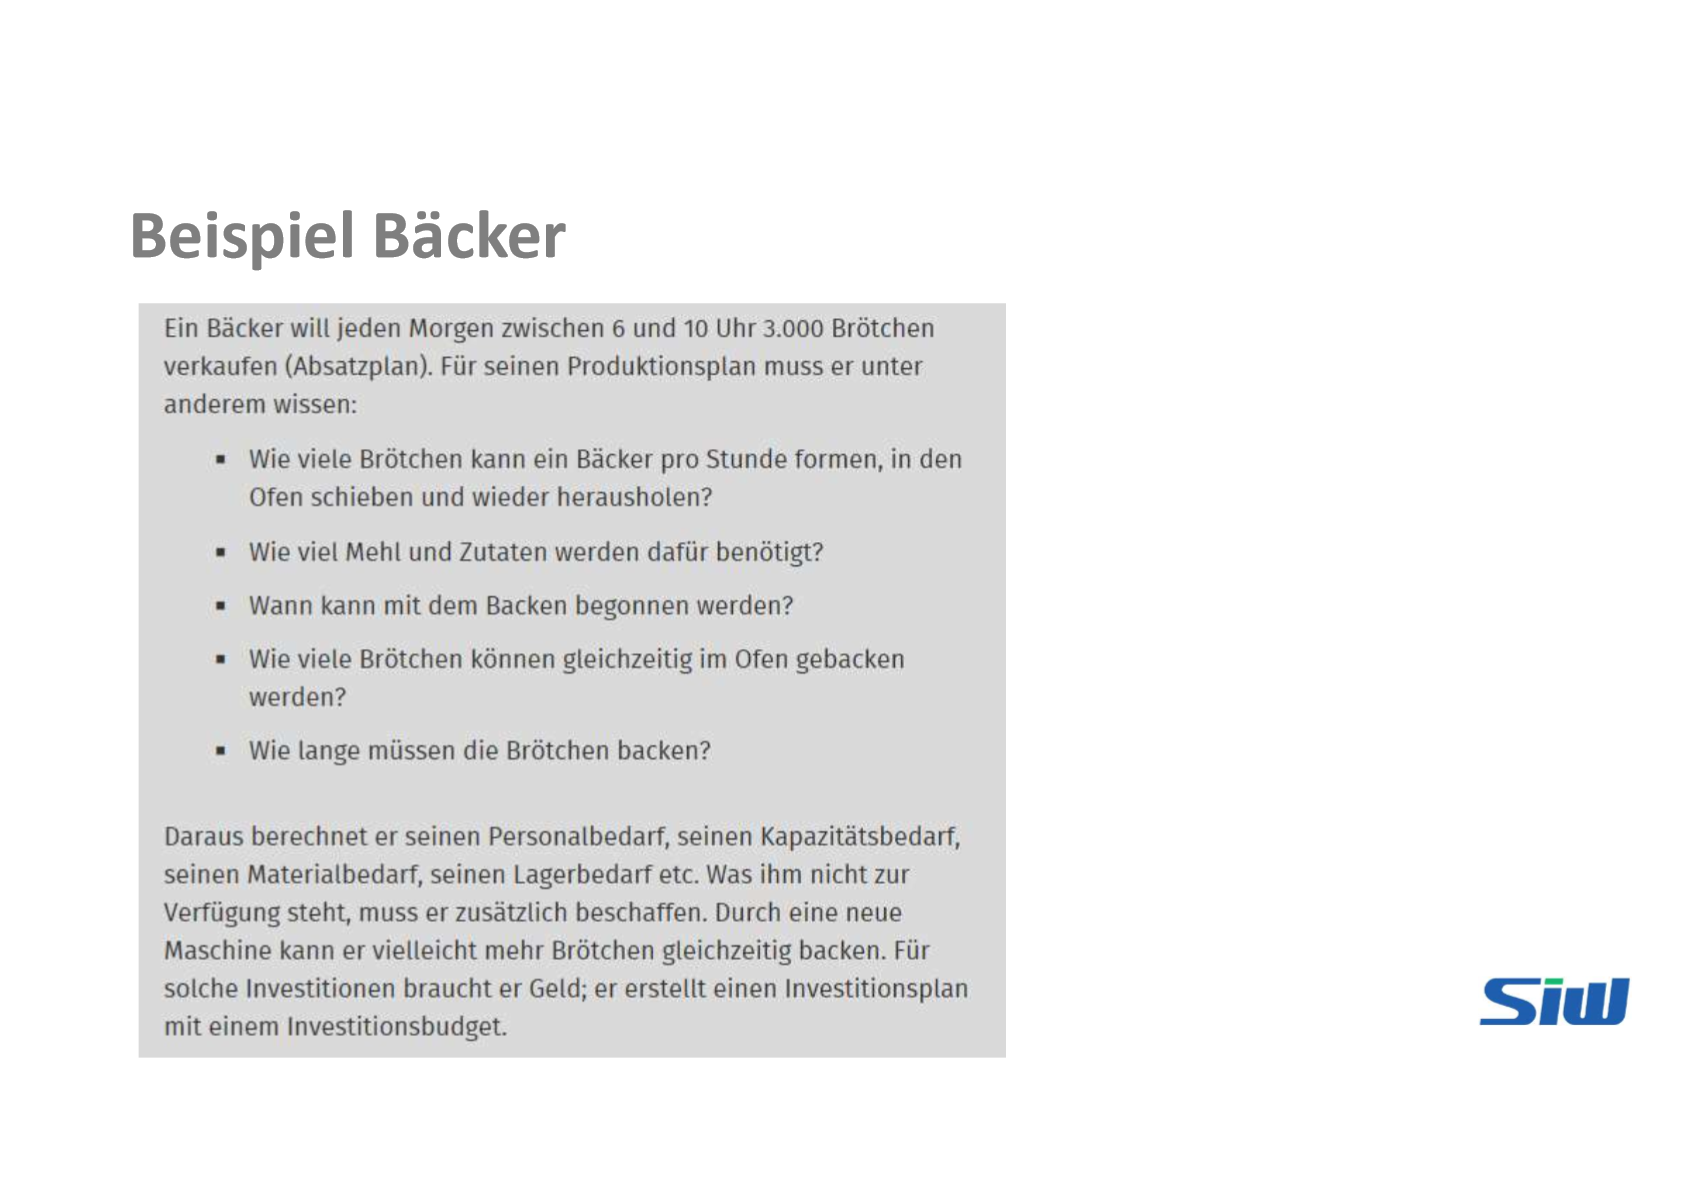 Beispiel Bäcker
Ein Bäcker will jeden Morgen zwischen 6 und 10 Uhr 3.000 Brötchen
verkaufen (Absatzplan). Für seinen Produktionsplan muss er unter
anderem wissen:
▪ Wie viele Brötchen kann ein Bäcker pro Stunde formen, in den
Ofen schieben und wieder herausholen?
▪ Wie viel Mehl und Zutaten werden dafür benötigt?
▪ Wann kann mit dem Backen begonnen werden?
▪ Wie viele Brötchen können gleichzeitig im Ofen gebacken
werden?
▪ Wie lange müssen die Brötchen backen?
Daraus berechnet er seinen Personalbedarf, seinen Kapazitätsbedarf,
seinen Materialbedarf, seinen Lagerbedarf etc. Was ihm nicht zur
Verfügung steht, muss er zusätzlich beschaffen. Durch eine neue
Maschine kann er vielleicht mehr Brötchen gleichzeitig backen. Für
solche Investitionen braucht er Geld; er erstellt einen Investitionsplan
mit einem Investitionsbudget.
Siw